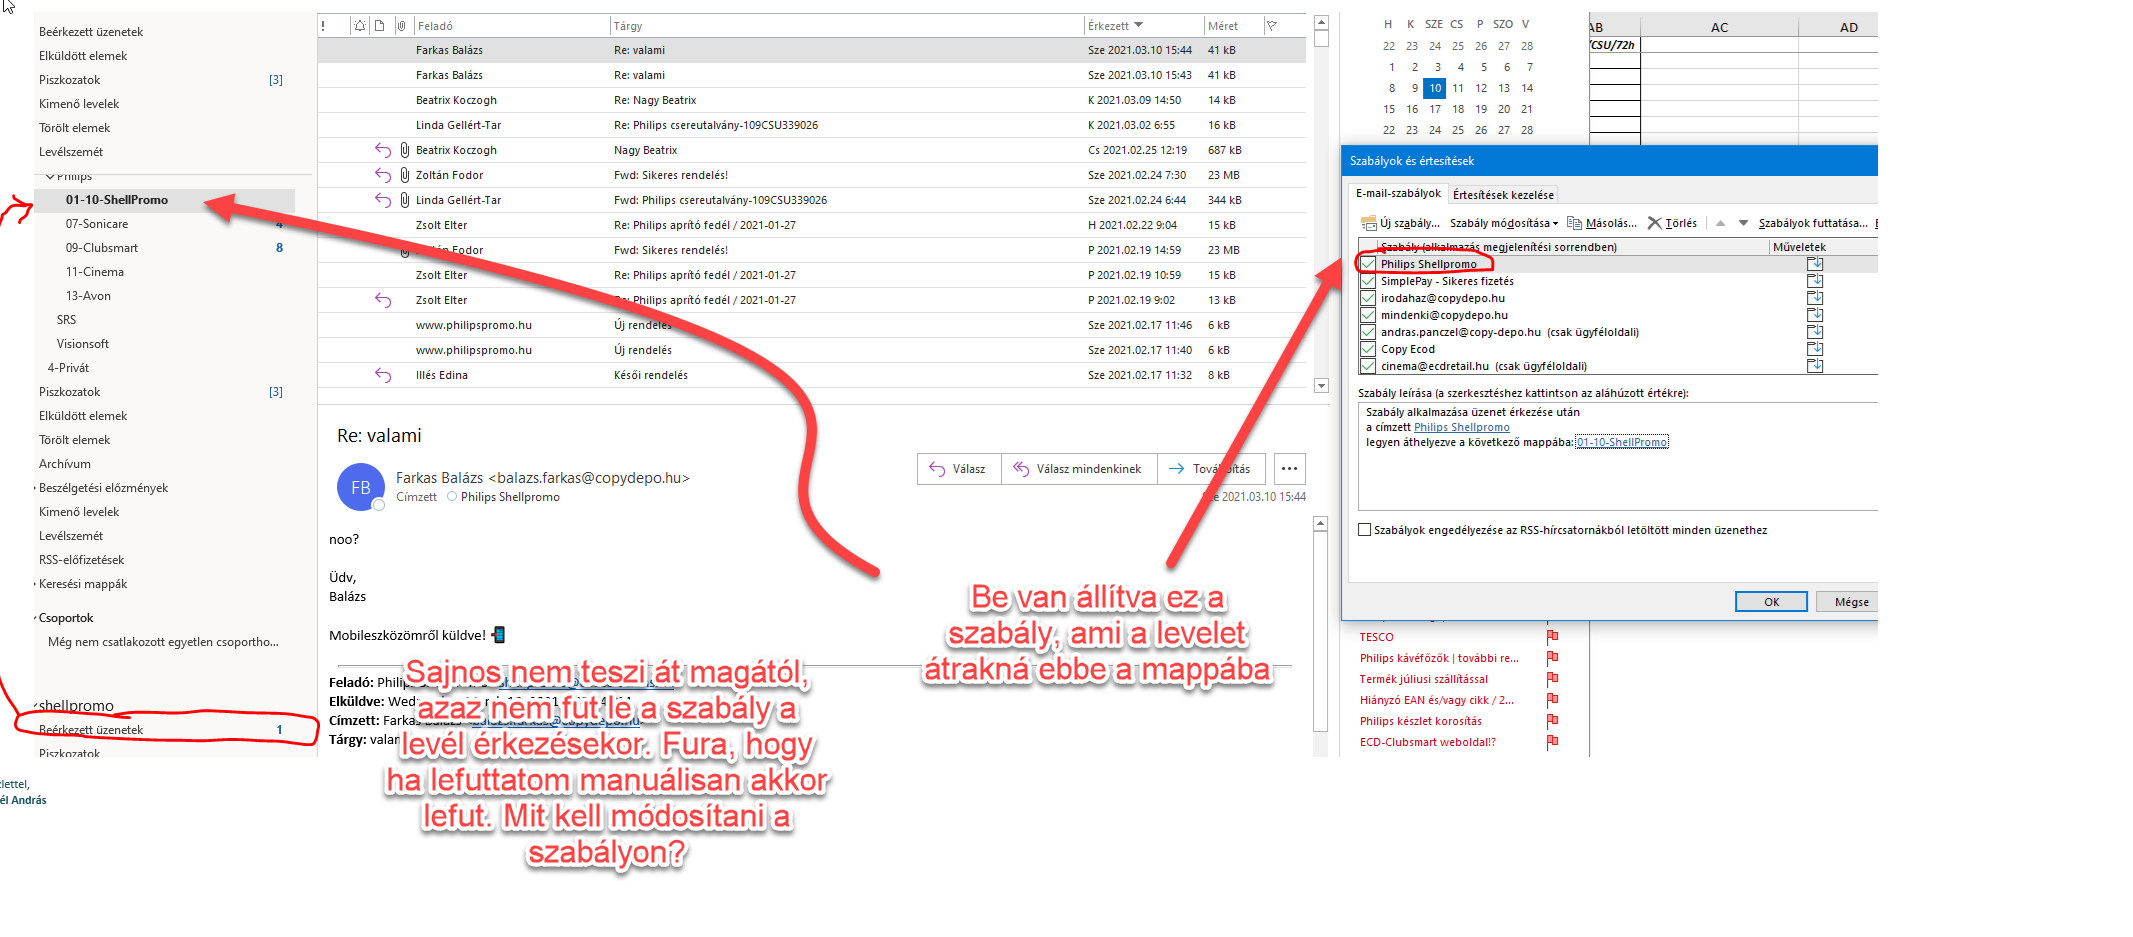 Beérkezett üzenetek
Elküldött elemek
Piszkozatok [3]
Kimenő levelek
Törölt elemek
Levélszemét
Philips
01-10-ShellPromo
07-Sonicare 4
09-Clubsmart 8
11-Cinema
13-Avon
SRS
Visionsoft
4-Privát
Piszkozatok [3]
Elküldött elemek
Törölt elemek
Archívum
Beszélgetési előzmények
Kimenő levelek
Levélszemét
RSS-előfizetések
Keresési mappák
Csoportok
Még nem csatlakozott egyetlen csoportho...
shellpromo
Beérkezett üzenetek 1
Piszkozatok
zlettel,
él András
! Feladó Tárgy Érkezett Méret
Farkas Balázs Re: valami Sze 2021.03.10 15:44 41 kB
Farkas Balázs Re: valami Sze 2021.03.10 15:43 41 kB
Beatrix Koczogh Re: Nagy Beatrix K 2021.03.09 14:50 14 kB
Linda Gellért-Tar Re: Philips csereutalvány-109CSU339026 K 2021.03.02 6:55 16 kB
Beatrix Koczogh Nagy Beatrix Cs 2021.02.25 12:19 687 kB
Zoltán Fodor Fwd: Sikeres rendelés! Sze 2021.02.24 7:30 23 MB
Linda Gellért-Tar Fwd: Philips csereutalvány-109CSU339026 Sze 2021.02.24 6:44 344 kB
Zsolt Elter Re: Philips aprító fedél / 2021-01-27 H 2021.02.22 9:04 15 kB
Fodor Fwd: Sikeres rendelés! P 2021.02.19 14:59 23 MB
Zsolt Elter Re: Philips aprító fedél / 2021-01-27 P 2021.02.19 10:59 15 kB
Zsolt Elter Re: Philips aprító fedél / 2021-01-27 P 2021.02.19 9:02 13 kB
www.philipspromo.hu Új rendelés Sze 2021.02.17 11:46 6 kB
www.philipspromo.hu Új rendelés Sze 2021.02.17 11:40 6 kB
Illés Edina Késői rendelés Sze 2021.02.17 11:32 8 kB
Re: valami
FB
Farkas Balázs <balazs.farkas@copydepo.hu>
Címzett Philips Shellpromo
Válasz Válasz mindenkinek Továbbítás ...
Sze 2021.03.10 15:44
noo?
Üdv,
Balázs
Mobileszközömről küldve!
Feladó: Philip
Elküldve: Wed
Címzett: Farkas Balázs <balazs.farkas@copydepo.hu>
Tárgy: valam
Sajnos nem teszi át magától,
azaz nem fut le a szabály a
levél érkezésekor. Fura, hogy
ha lefuttatom manuálisan akkor
lefut. Mit kell módosítani a
szabályon?
Be van állítva ez a
szabály, ami a levelet
átrakná ebbe a mappába
H K SZE CS P SZO V
22 23 24 25 26 27 28
1 2 3 4 5 6 7
8 9 10 11 12 13 14
15 16 17 18 19 20 21
22 23 24 25 26 27 28
AB AC AD
/CSU/72h
Szabályok és értesítések
E-mail-szabályok Értesítések kezelése
Új szabály... Szabály módosítása Másolás... Törlés Szabályok futtatása...
Szabály (alkalmazás megjelenítési sorrendben) Műveletek
Philips Shellpromo
SimplePay - Sikeres fizetés
irodahaz@copydepo.hu
mindenki@copydepo.hu
andras.panczel@copy-depo.hu (csak ügyféloldali)
Copy Ecod
cinema@ecdretail.hu (csak ügyféloldali)
Szabály leírása (a szerkesztéshez kattintson az aláhúzott értékre):
Szabály alkalmazása üzenet érkezése után
a címzett Philips Shellpromo
legyen áthelyezve a következő mappába: 01-10-ShellPromo
Szabályok engedélyezése az RSS-hírcsatornákból letöltött minden üzenethez
OK Mégse
TESCO
Philips kávéfőzők | további re...
Termék júliusi szállítással
Hiányzó EAN és/vagy cikk / 2...
Philips készlet korosítás
ECD-Clubsmart weboldal!?